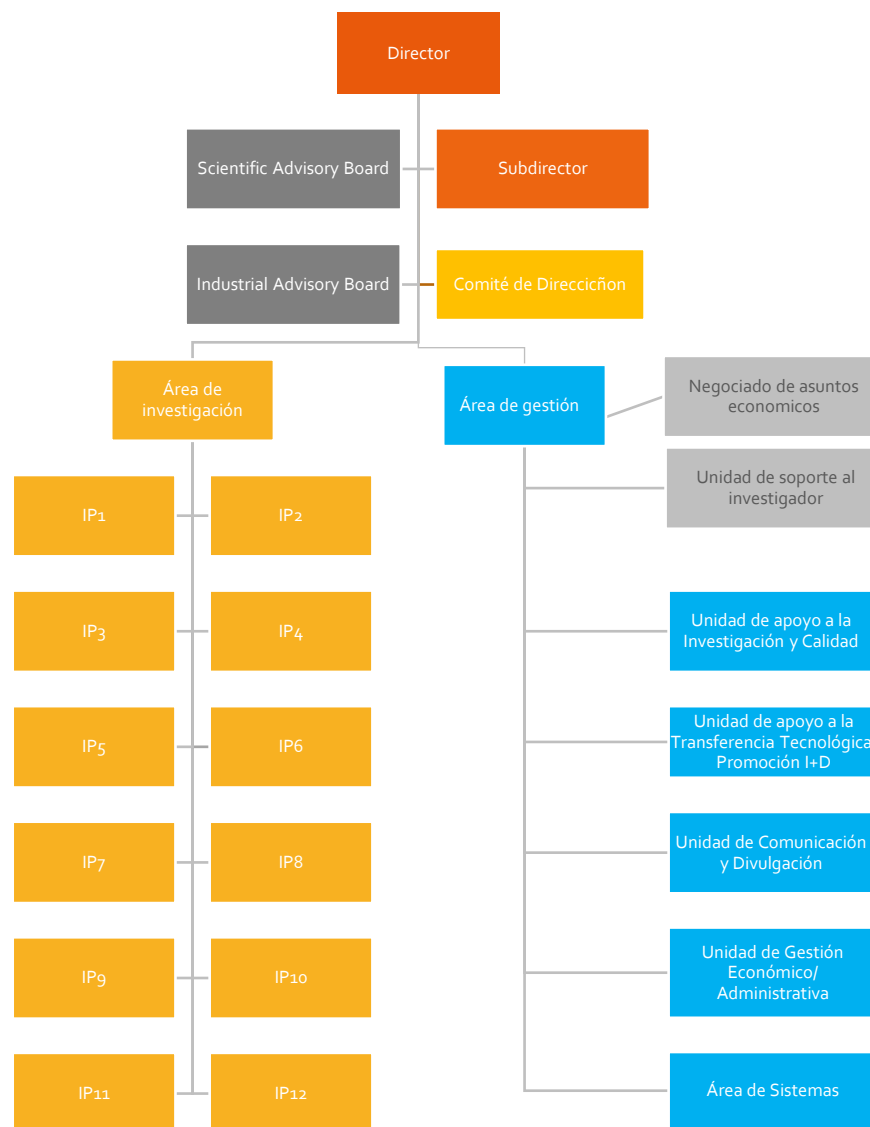 Director
Scientific Advisory Board
Subdirector
Industrial Advisory Board
Comité de Direccicñon
Área de
investigación
Área de gestión
Negociado de asuntos
economicos
Unidad de soporte al
investigador
IP1
IP2
IP3
IP4
Unidad de apoyo a la
Investigación y Calidad
IP5
IP6
Unidad de apoyo a la
Transferencia Tecnológica
Promoción I+D
IP7
IP8
Unidad de Comunicación
y Divulgación
IP9
IP10
Unidad de Gestión
Económico/
Administrativa
IP11
IP12
Área de Sistemas